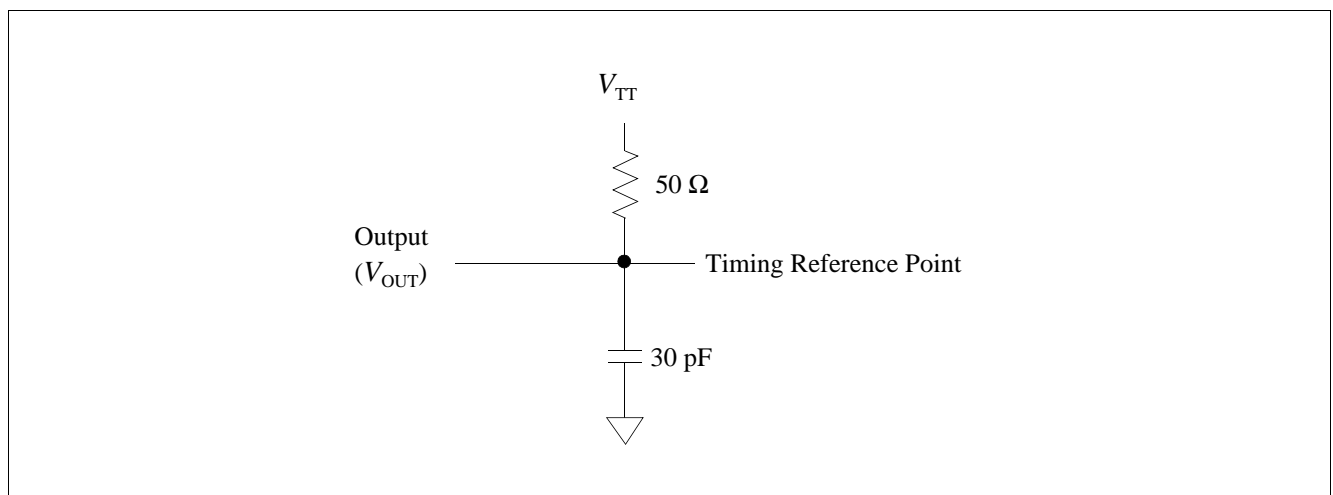 V_TT
50 Ω
Output
(V_OUT)
Timing Reference Point
30 pF